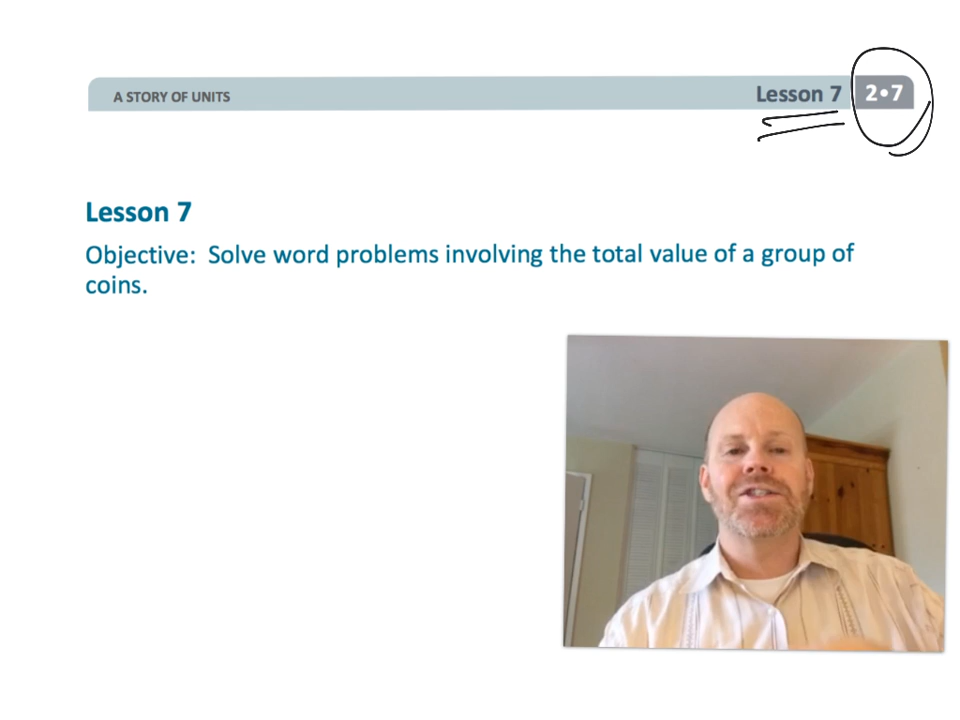 A STORY OF UNITS
Lesson 7 2•7
Lesson 7
Objective: Solve word problems involving the total value of a group of
coins.